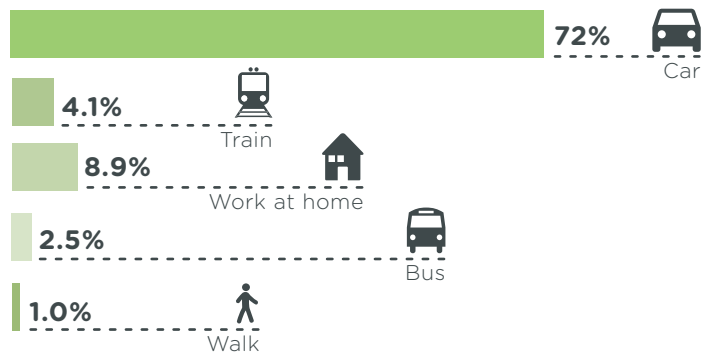 72%
Car
4.1%
Train
8.9%
Work at home
2.5%
Bus
1.0%
Walk